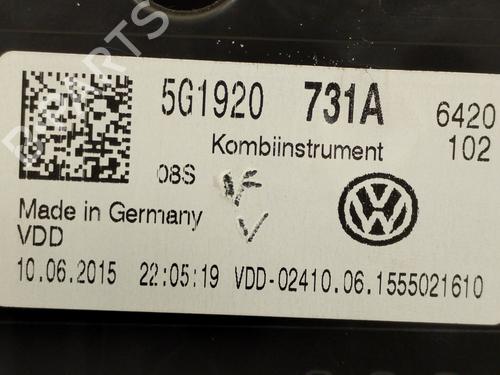 5G1920 731A 6420
Kombiinstrument 102
08S
Made in Germany
VDD
10.06.2015 22:05:19 VDD-02410.06.1555021610